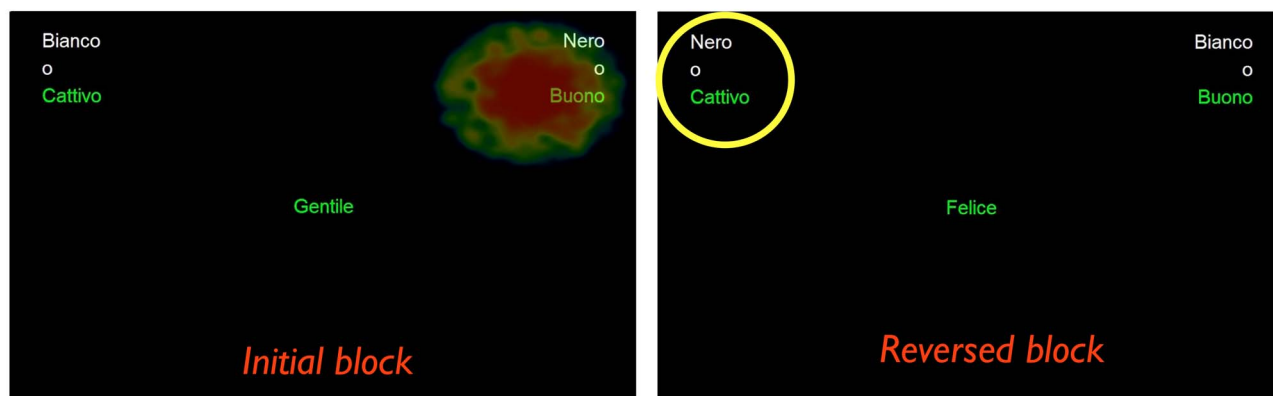 Bianco
o
Cattivo
Nero
o
Buono
Gentile
Initial block
Nero
o
Cattivo
Bianco
o
Buono
Felice
Reversed block